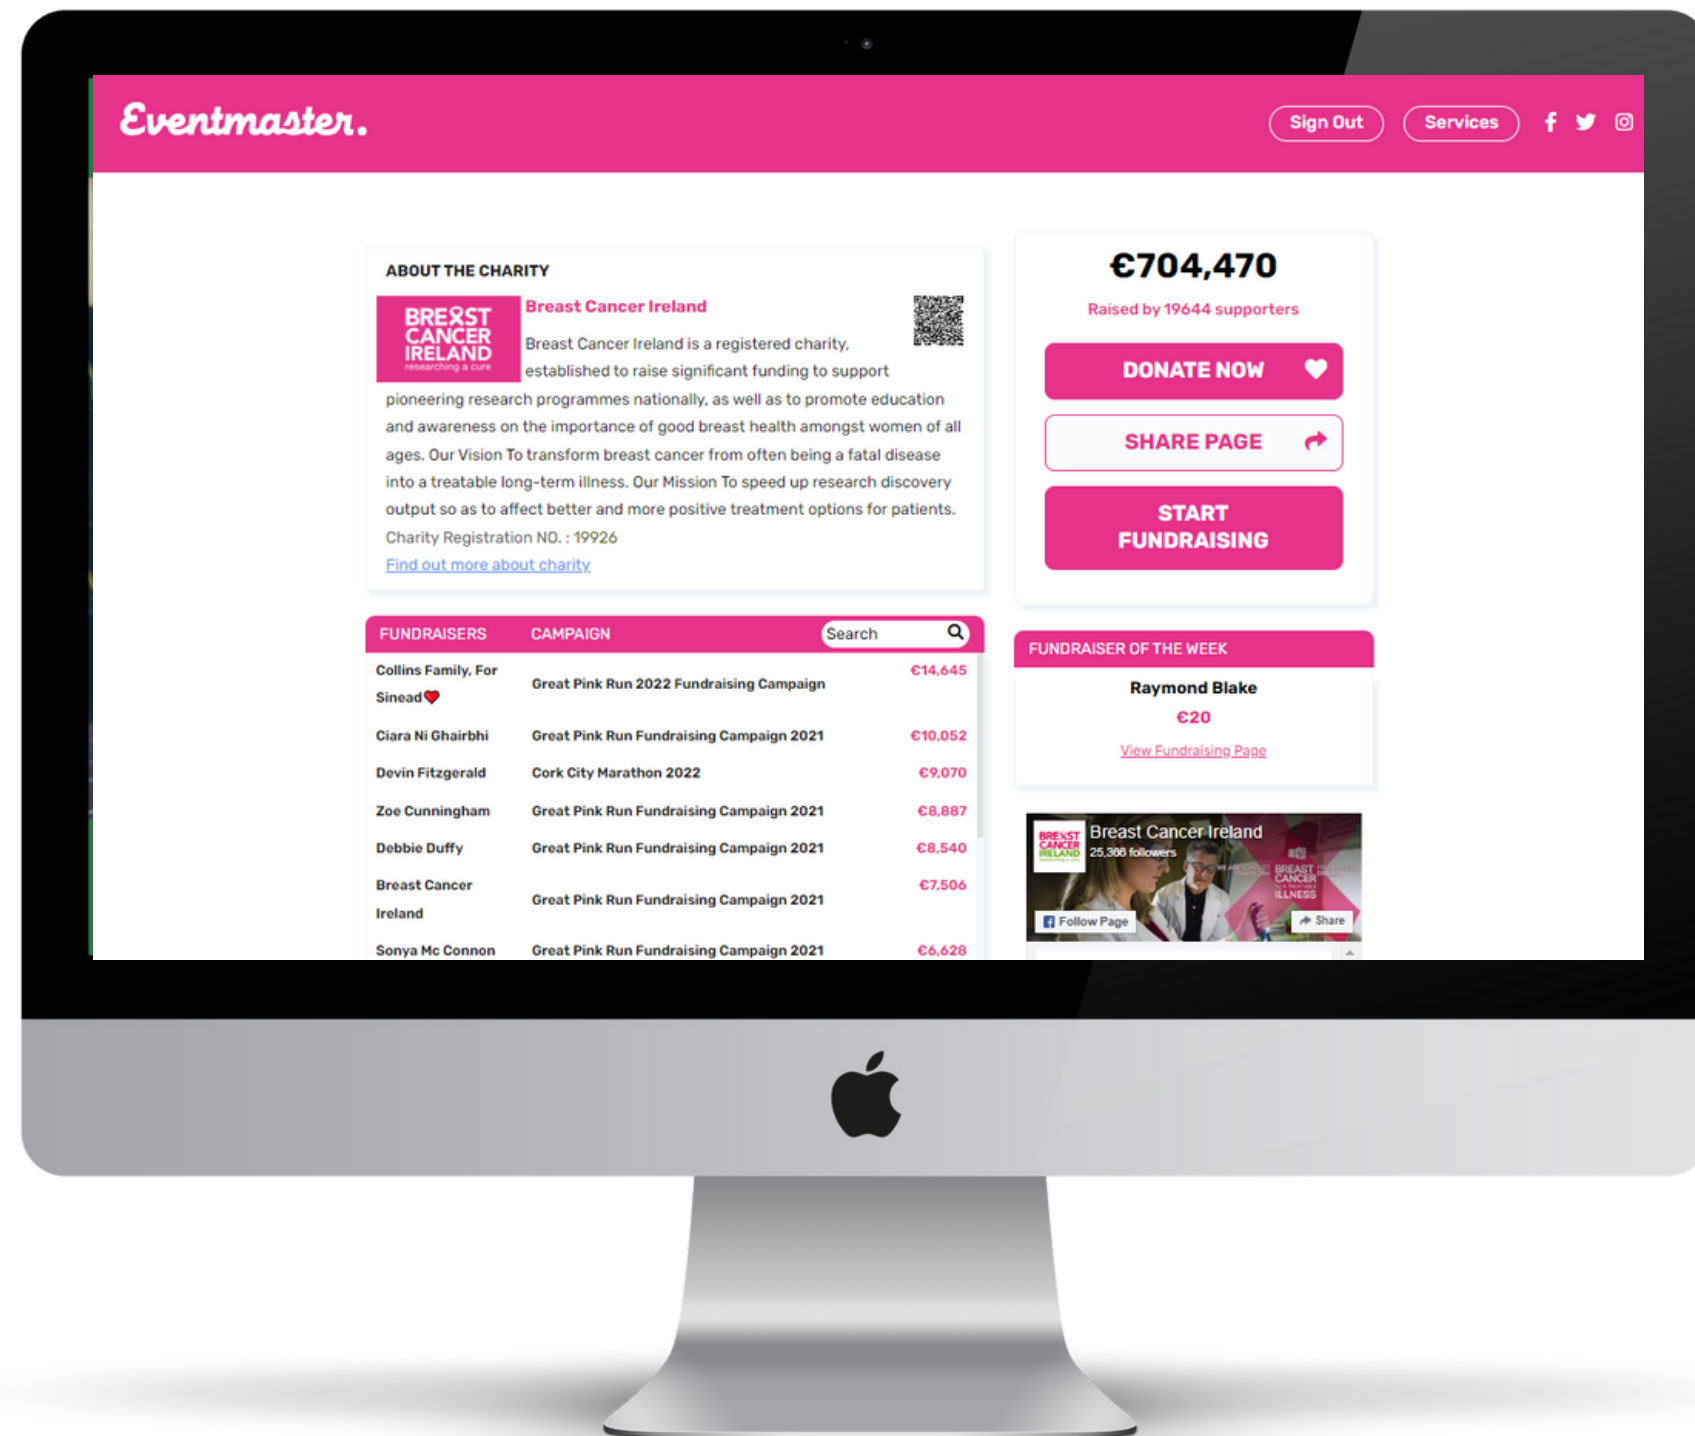 Eventmaster.
Sign Out
Services
ABOUT THE CHARITY
BREAST
CANCER
IRELAND
researching a cure
Breast Cancer Ireland
Breast Cancer Ireland is a registered charity,
established to raise significant funding to support
pioneering research programmes nationally, as well as to promote education
and awareness on the importance of good breast health amongst women of all
ages. Our Vision To transform breast cancer from often being a fatal disease
into a treatable long-term illness. Our Mission To speed up research discovery
output so as to affect better and more positive treatment options for patients.
Charity Registration NO. : 19926
Find out more about charity
€704,470
Raised by 19644 supporters
DONATE NOW
SHARE PAGE
START
FUNDRAISING
FUNDRAISERS CAMPAIGN Search
Collins Family, For
Sinead
Great Pink Run 2022 Fundraising Campaign €14,645
Ciara Ni Ghairbhi Great Pink Run Fundraising Campaign 2021 €10,052
Devin Fitzgerald Cork City Marathon 2022 €9,070
Zoe Cunningham Great Pink Run Fundraising Campaign 2021 €8,887
Debbie Duffy Great Pink Run Fundraising Campaign 2021 €8,540
Breast Cancer
Ireland
Great Pink Run Fundraising Campaign 2021 €7,506
Sonya Mc Connon Great Pink Run Fundraising Campaign 2021 €6,628
FUNDRAISER OF THE WEEK
Raymond Blake
€20
View Fundraising Page
BREAST
CANCER
IRELAND
Breast Cancer Ireland
25,366 followers
BREAST
CANCER
ILLNESS
Follow Page
Share